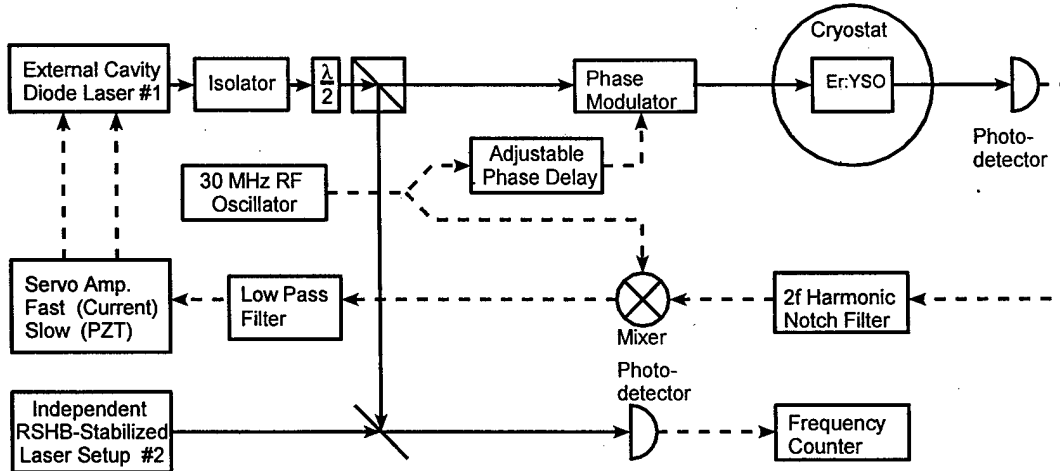 External Cavity
Diode Laser #1
Isolator
λ
2
Phase
Modulator
Cryostat
Er:YSO
Photo-
detector
30 MHz RF
Oscillator
Adjustable
Phase Delay
Servo Amp.
Fast (Current)
Slow (PZT)
Low Pass
Filter
Mixer
2f Harmonic
Notch Filter
Photo-
detector
Independent
RSHB-Stabilized
Laser Setup #2
Frequency
Counter